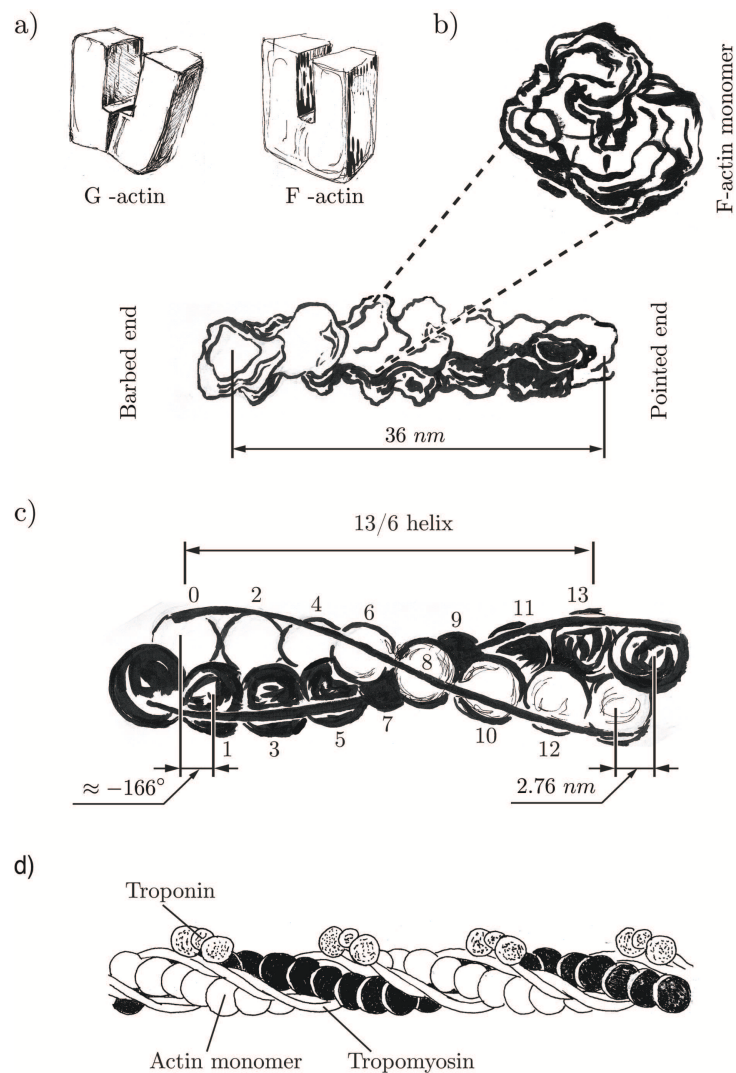 a)
b)
G -actin
F -actin
F-actin monomer
Barbed end
Pointed end
36 nm
c)
13/6 helix
0
2
4
6
8
9
11
13
1
3
5
7
10
12
≈ −166°
2.76 nm
d)
Troponin
Actin monomer
Tropomyosin